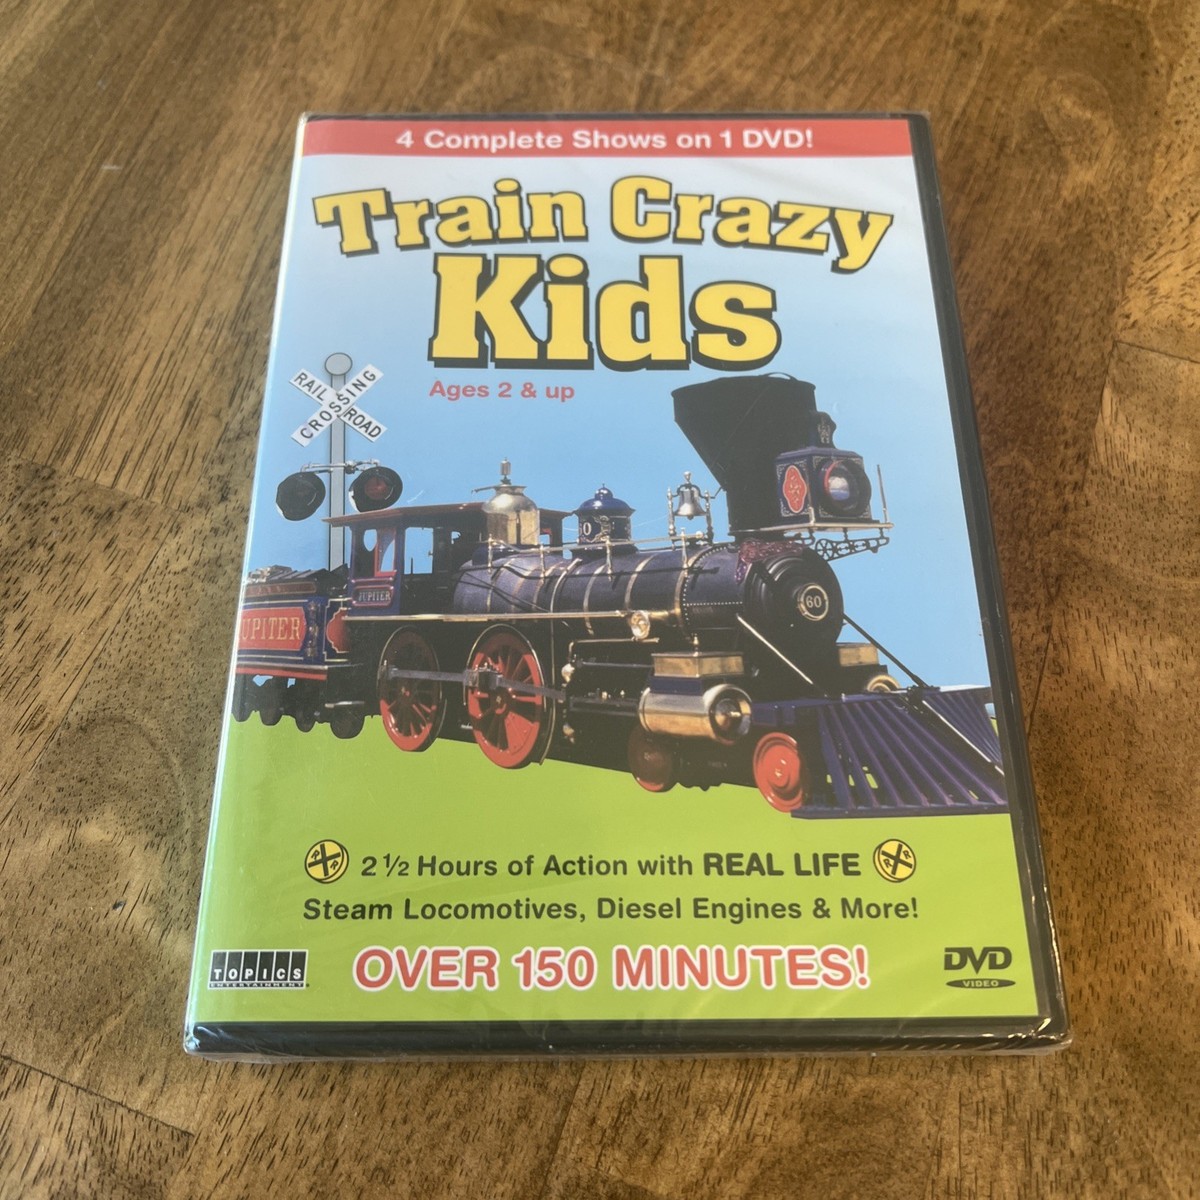 4 Complete Shows on 1 DVD!
Train Crazy
Kids
Ages 2 & up
RAIL ROAD
CROSSING
JUPITER
UPITER
60
2 1/2 Hours of Action with REAL LIFE
Steam Locomotives, Diesel Engines & More!
OVER 150 MINUTES!
TOPICS
ENTERTAINMENT
DVD
VIDEO